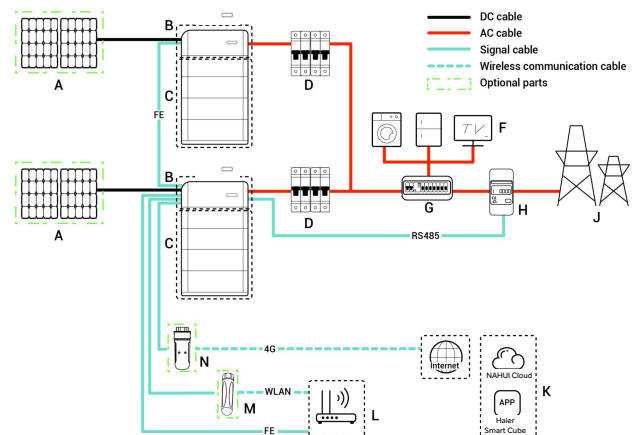 DC cable
AC cable
Signal cable
Wireless communication cable
Optional parts
B
A
C
FE
D
TV
F
B
A
C
D
G
H
J
RS485
N
4G
Internet
NAHUI Cloud
K
M
WLAN
L
APP
Haier
Smart Cube
FE